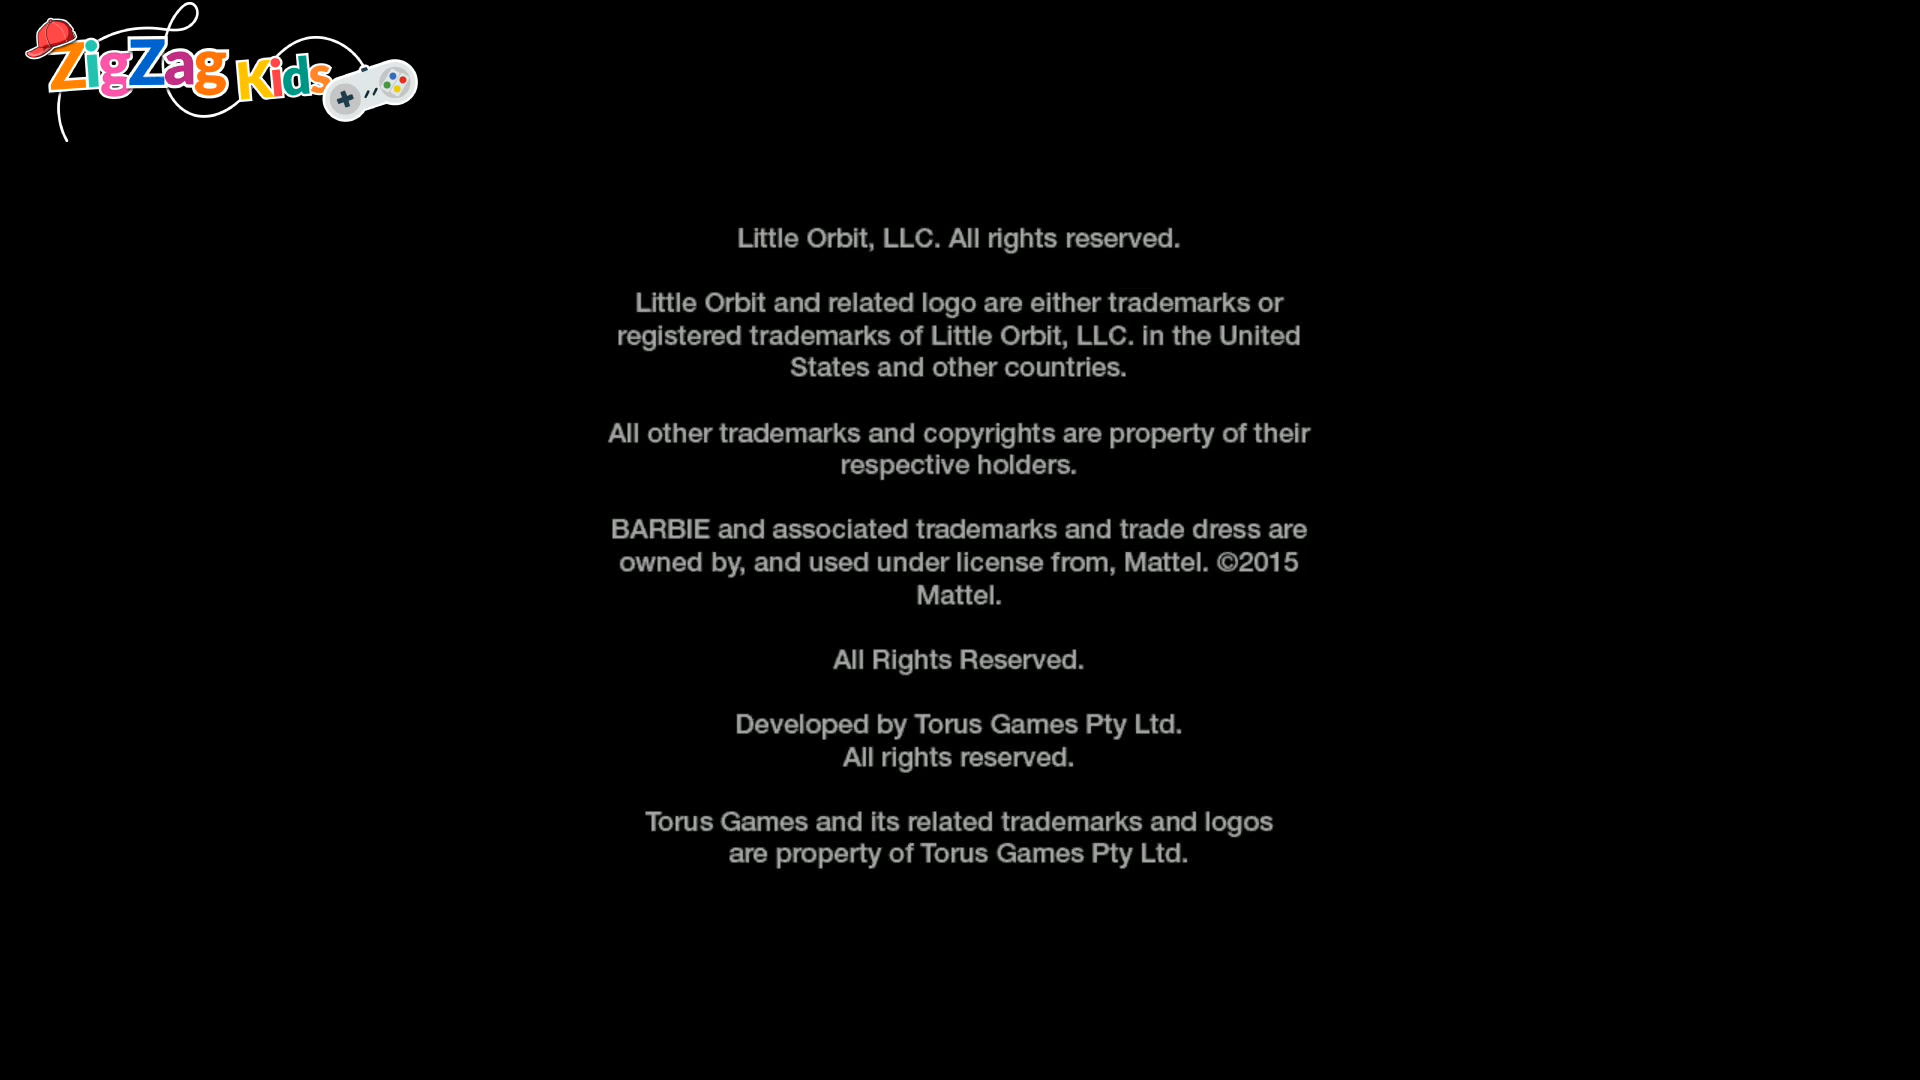 ZigZag Kids
Little Orbit, LLC. All rights reserved.
Little Orbit and related logo are either trademarks or
registered trademarks of Little Orbit, LLC. in the United
States and other countries.
All other trademarks and copyrights are property of their
respective holders.
BARBIE and associated trademarks and trade dress are
owned by, and used under license from, Mattel. ©2015
Mattel.
All Rights Reserved.
Developed by Torus Games Pty Ltd.
All rights reserved.
Torus Games and its related trademarks and logos
are property of Torus Games Pty Ltd.